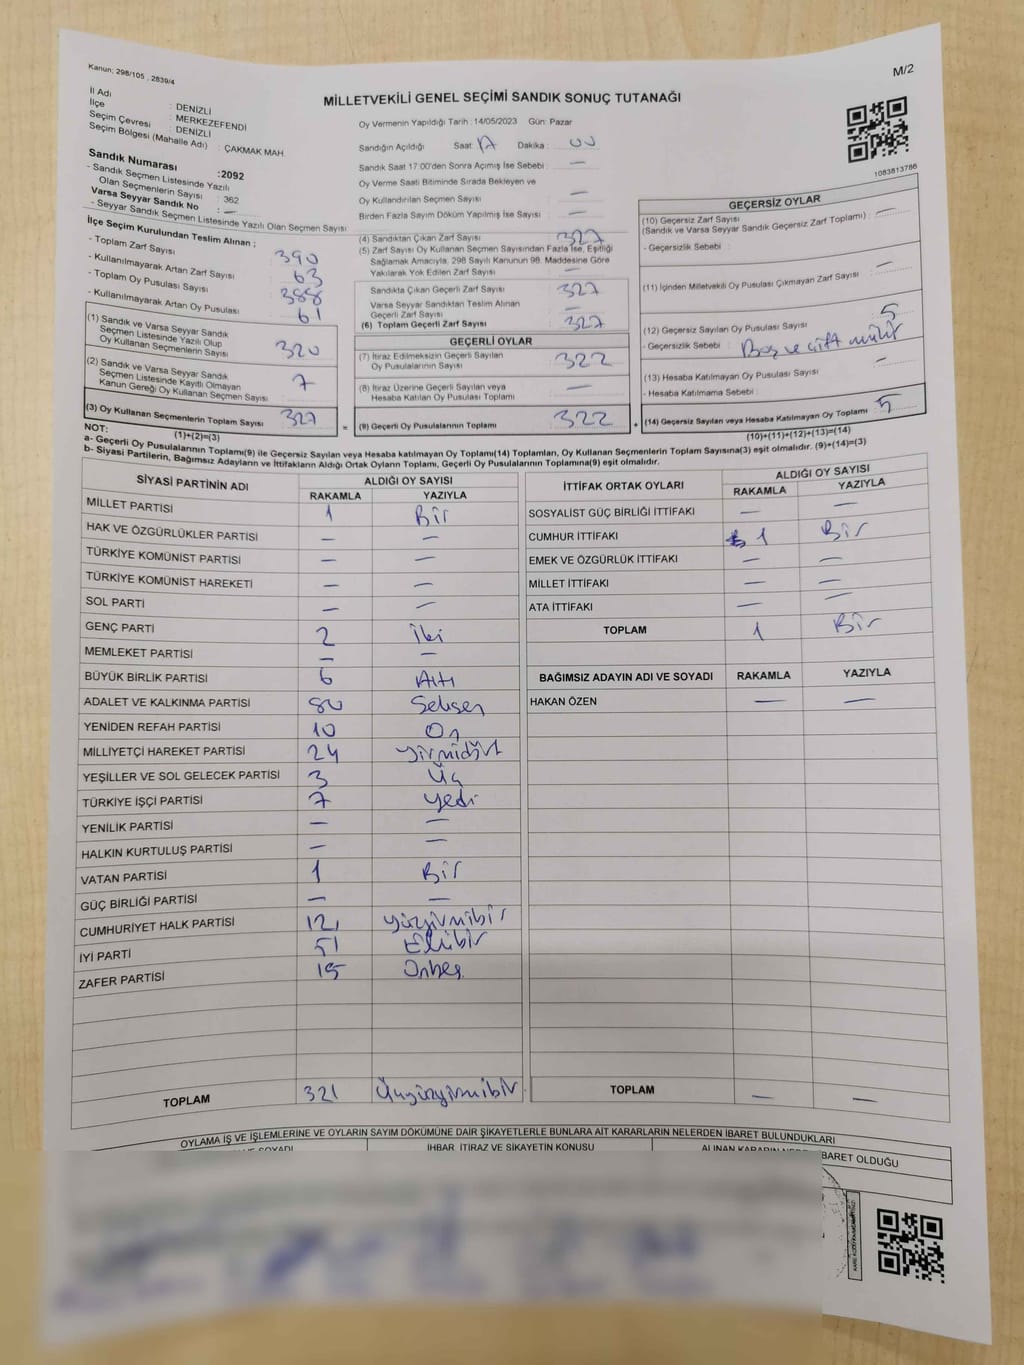 Kanun; 298/105 , 2839/4
M/2
MİLLETVEKİLİ GENEL SEÇİMİ SANDIK SONUÇ TUTANAĞI
İl Adı : DENİZLİ
İlçe : MERKEZEFENDİ
Seçim Çevresi : DENİZLİ
Seçim Bölgesi (Mahalle Adı) : ÇAKMAK MAH.
Sandık Numarası :2092
- Sandık Seçmen Listesinde Yazılı
Olan Seçmenlerin Sayısı : 362
Varsa Seyyar Sandık No : —
- Seyyar Sandık Seçmen Listesinde Yazılı Olan Seçmen Sayısı
İlçe Seçim Kurulundan Teslim Alınan ;
- Toplam Zarf Sayısı 390
- Kullanılmayarak Artan Zarf Sayısı 63
- Toplam Oy Pusulası Sayısı 388
- Kullanılmayarak Artan Oy Pusulası 61
(1) Sandık ve Varsa Seyyar Sandık
Seçmen Listesinde Yazılı Olup
Oy Kullanan Seçmenlerin Sayısı 320
(2) Sandık ve Varsa Seyyar Sandık
Seçmen Listesinde Kayıtlı Olmayan
Kanun Gereği Oy Kullanan Seçmen Sayısı 7
(3) Oy Kullanan Seçmenlerin Toplam Sayısı 327
(1)+(2)=(3)
Oy Vermenin Yapıldığı Tarih : 14/05/2023 Gün: Pazar
Sandığın Açıldığı Saat: 17 Dakika : 00
Sandık Saat 17:00'den Sonra Açımış İse Sebebi : —
Oy Verme Saati Bitiminde Sırada Bekleyen ve
Oy Kullandırılan Seçmen Sayısı —
Birden Fazla Sayım Döküm Yapılmış İse Sayısı —
(4) Sandıktan Çıkan Zarf Sayısı 327
(5) Zarf Sayısı Oy Kullanan Seçmen Sayısından Fazla İse, Eşitliği
Sağlamak Amacıyla, 298 Sayılı Kanunun 98. Maddesine Göre
Yakılarak Yok Edilen Zarf Sayısı —
Sandıkta Çıkan Geçerli Zarf Sayısı 327
Varsa Seyyar Sandıktan Teslim Alınan
Geçerli Zarf Sayısı —
(6) Toplam Geçerli Zarf Sayısı 327
GEÇERLİ OYLAR
(7) İtiraz Edilmeksizin Geçerli Sayılan
Oy Pusulalarının Sayısı 322
(8) İtiraz Üzerine Geçerli Sayılan veya
Hesaba Katılan Oy Pusulası Toplamı —
= (9) Geçerli Oy Pusulalarının Toplamı 322 +
1083813786
GEÇERSİZ OYLAR
(10) Geçersiz Zarf Sayısı —
(Sandık ve Varsa Seyyar Sandık Geçersiz Zarf Toplamı) :
- Geçersizlik Sebebi :
(11) İçinden Milletvekili Oy Pusulası Çıkmayan Zarf Sayısı —
(12) Geçersiz Sayılan Oy Pusulası Sayısı 5
- Geçersizlik Sebebi : Boş ve çift mühür
(13) Hesaba Katılmayan Oy Pusulası Sayısı —
- Hesaba Katılmama Sebebi :
(14) Geçersiz Sayılan veya Hesaba Katılmayan Oy Toplamı 5
(10)+(11)+(12)+(13)=(14)
NOT:
a- Geçerli Oy Pusulalarının Toplamı(9) ile Geçersiz Sayılan veya Hesaba katılmayan Oy Toplamı(14) Toplamları, Oy Kullanan Seçmenlerin Toplam Sayısına(3) eşit olmalıdır. (9)+(14)=(3)
b- Siyasi Partilerin, Bağımsız Adayların ve İttifakların Aldığı Ortak Oyların Toplamı, Geçerli Oy Pusulalarının Toplamına(9) eşit olmalıdır.
SİYASİ PARTİNİN ADI ALDIĞI OY SAYISI
RAKAMLA YAZIYLA
MİLLET PARTİSİ 1 Bir
HAK VE ÖZGÜRLÜKLER PARTİSİ — —
TÜRKİYE KOMÜNİST PARTİSİ — —
TÜRKİYE KOMÜNİST HAREKETİ — —
SOL PARTİ — —
GENÇ PARTİ 2 İki
MEMLEKET PARTİSİ — —
BÜYÜK BİRLİK PARTİSİ 6 Altı
ADALET VE KALKINMA PARTİSİ 80 Seksen
YENİDEN REFAH PARTİSİ 10 On
MİLLİYETÇİ HAREKET PARTİSİ 24 Yirmidört
YEŞİLLER VE SOL GELECEK PARTİSİ 3 Üç
TÜRKİYE İŞÇİ PARTİSİ 7 Yedi
YENİLİK PARTİSİ — —
HALKIN KURTULUŞ PARTİSİ — —
VATAN PARTİSİ 1 Bir
GÜÇ BİRLİĞİ PARTİSİ — —
CUMHURİYET HALK PARTİSİ 121 Yüzyirmibir
İYİ PARTİ 51 Ellibir
ZAFER PARTİSİ 15 Onbeş
TOPLAM 321 Üçyüzyirmibir
İTTİFAK ORTAK OYLARI ALDIĞI OY SAYISI
RAKAMLA YAZIYLA
SOSYALİST GÜÇ BİRLİĞİ İTTİFAKI — —
CUMHUR İTTİFAKI 1 Bir
EMEK VE ÖZGÜRLÜK İTTİFAKI — —
MİLLET İTTİFAKI — —
ATA İTTİFAKI — —
TOPLAM 1 Bir
BAĞIMSIZ ADAYIN ADI VE SOYADI RAKAMLA YAZIYLA
HAKAN ÖZEN — —
TOPLAM — —
OYLAMA İŞ VE İŞLEMLERİNE VE OYLARIN SAYIM DÖKÜMÜNE DAİR ŞİKAYETLERLE BUNLARA AİT KARARLARIN NELERDEN İBARET BULUNDUKLARI
İHBAR, İTİRAZ VE ŞİKAYETİN KONUSU
BARET OLDUĞU